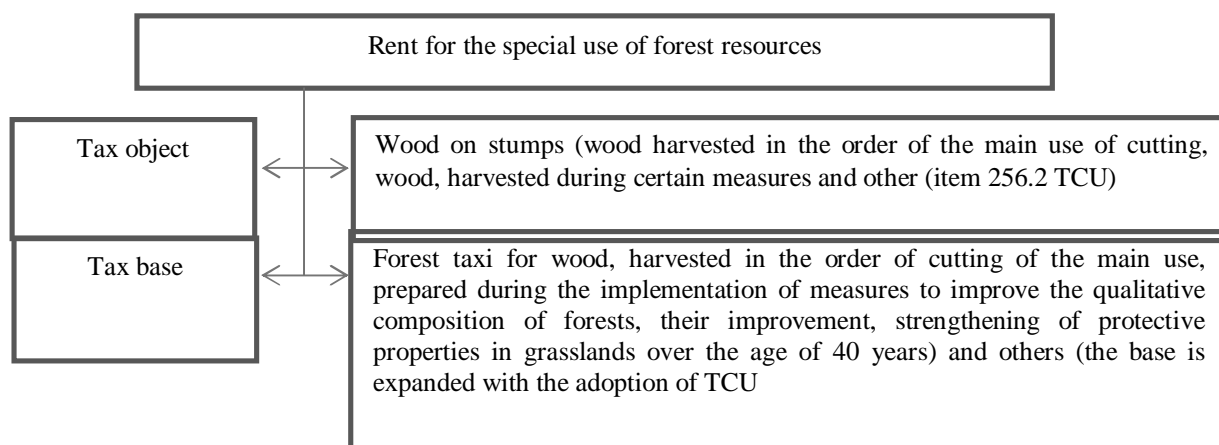 Rent for the special use of forest resources
Tax object
Wood on stumps (wood harvested in the order of the main use of cutting,
wood, harvested during certain measures and other (item 256.2 TCU)
Tax base
Forest taxi for wood, harvested in the order of cutting of the main use,
prepared during the implementation of measures to improve the qualitative
composition of forests, their improvement, strengthening of protective
properties in grasslands over the age of 40 years) and others (the base is
expanded with the adoption of TCU